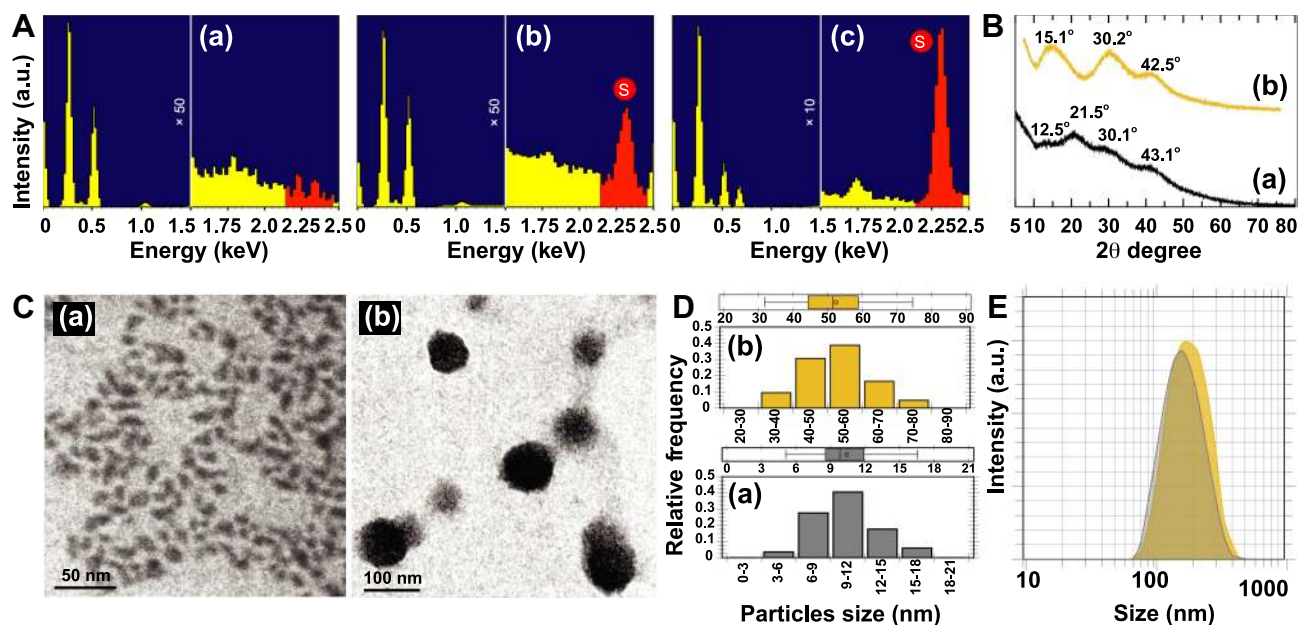 A
Intensity (a.u.)
(a)
× 50
0 0.5 1.0 1.5 1.75 2.25 2.5
Energy (keV)
(b)
S
× 50
0 0.5 1.0 1.5 1.75 2.25 2.5
Energy (keV)
(c)
S
× 10
0 0.5 1.0 1.5 1.75 2.25 2.5
Energy (keV)
B
15.1° 30.2° 42.5°
(b)
12.5° 21.5° 30.1° 43.1°
(a)
5 10 20 30 40 50 60 70 80
2θ degree
C
(a)
50 nm
(b)
100 nm
D
Relative frequency
20 30 40 50 60 70 80 90
(b)
0.5
0.4
0.3
0.2
0.1
0
20-30 30-40 40-50 50-60 60-70 70-80 80-90
0 3 6 9 12 15 18 21
(a)
0.5
0.4
0.3
0.2
0.1
0
0-3 3-6 6-9 9-12 12-15 15-18 18-21
Particles size (nm)
E
Intensity (a.u.)
10 100 1000
Size (nm)